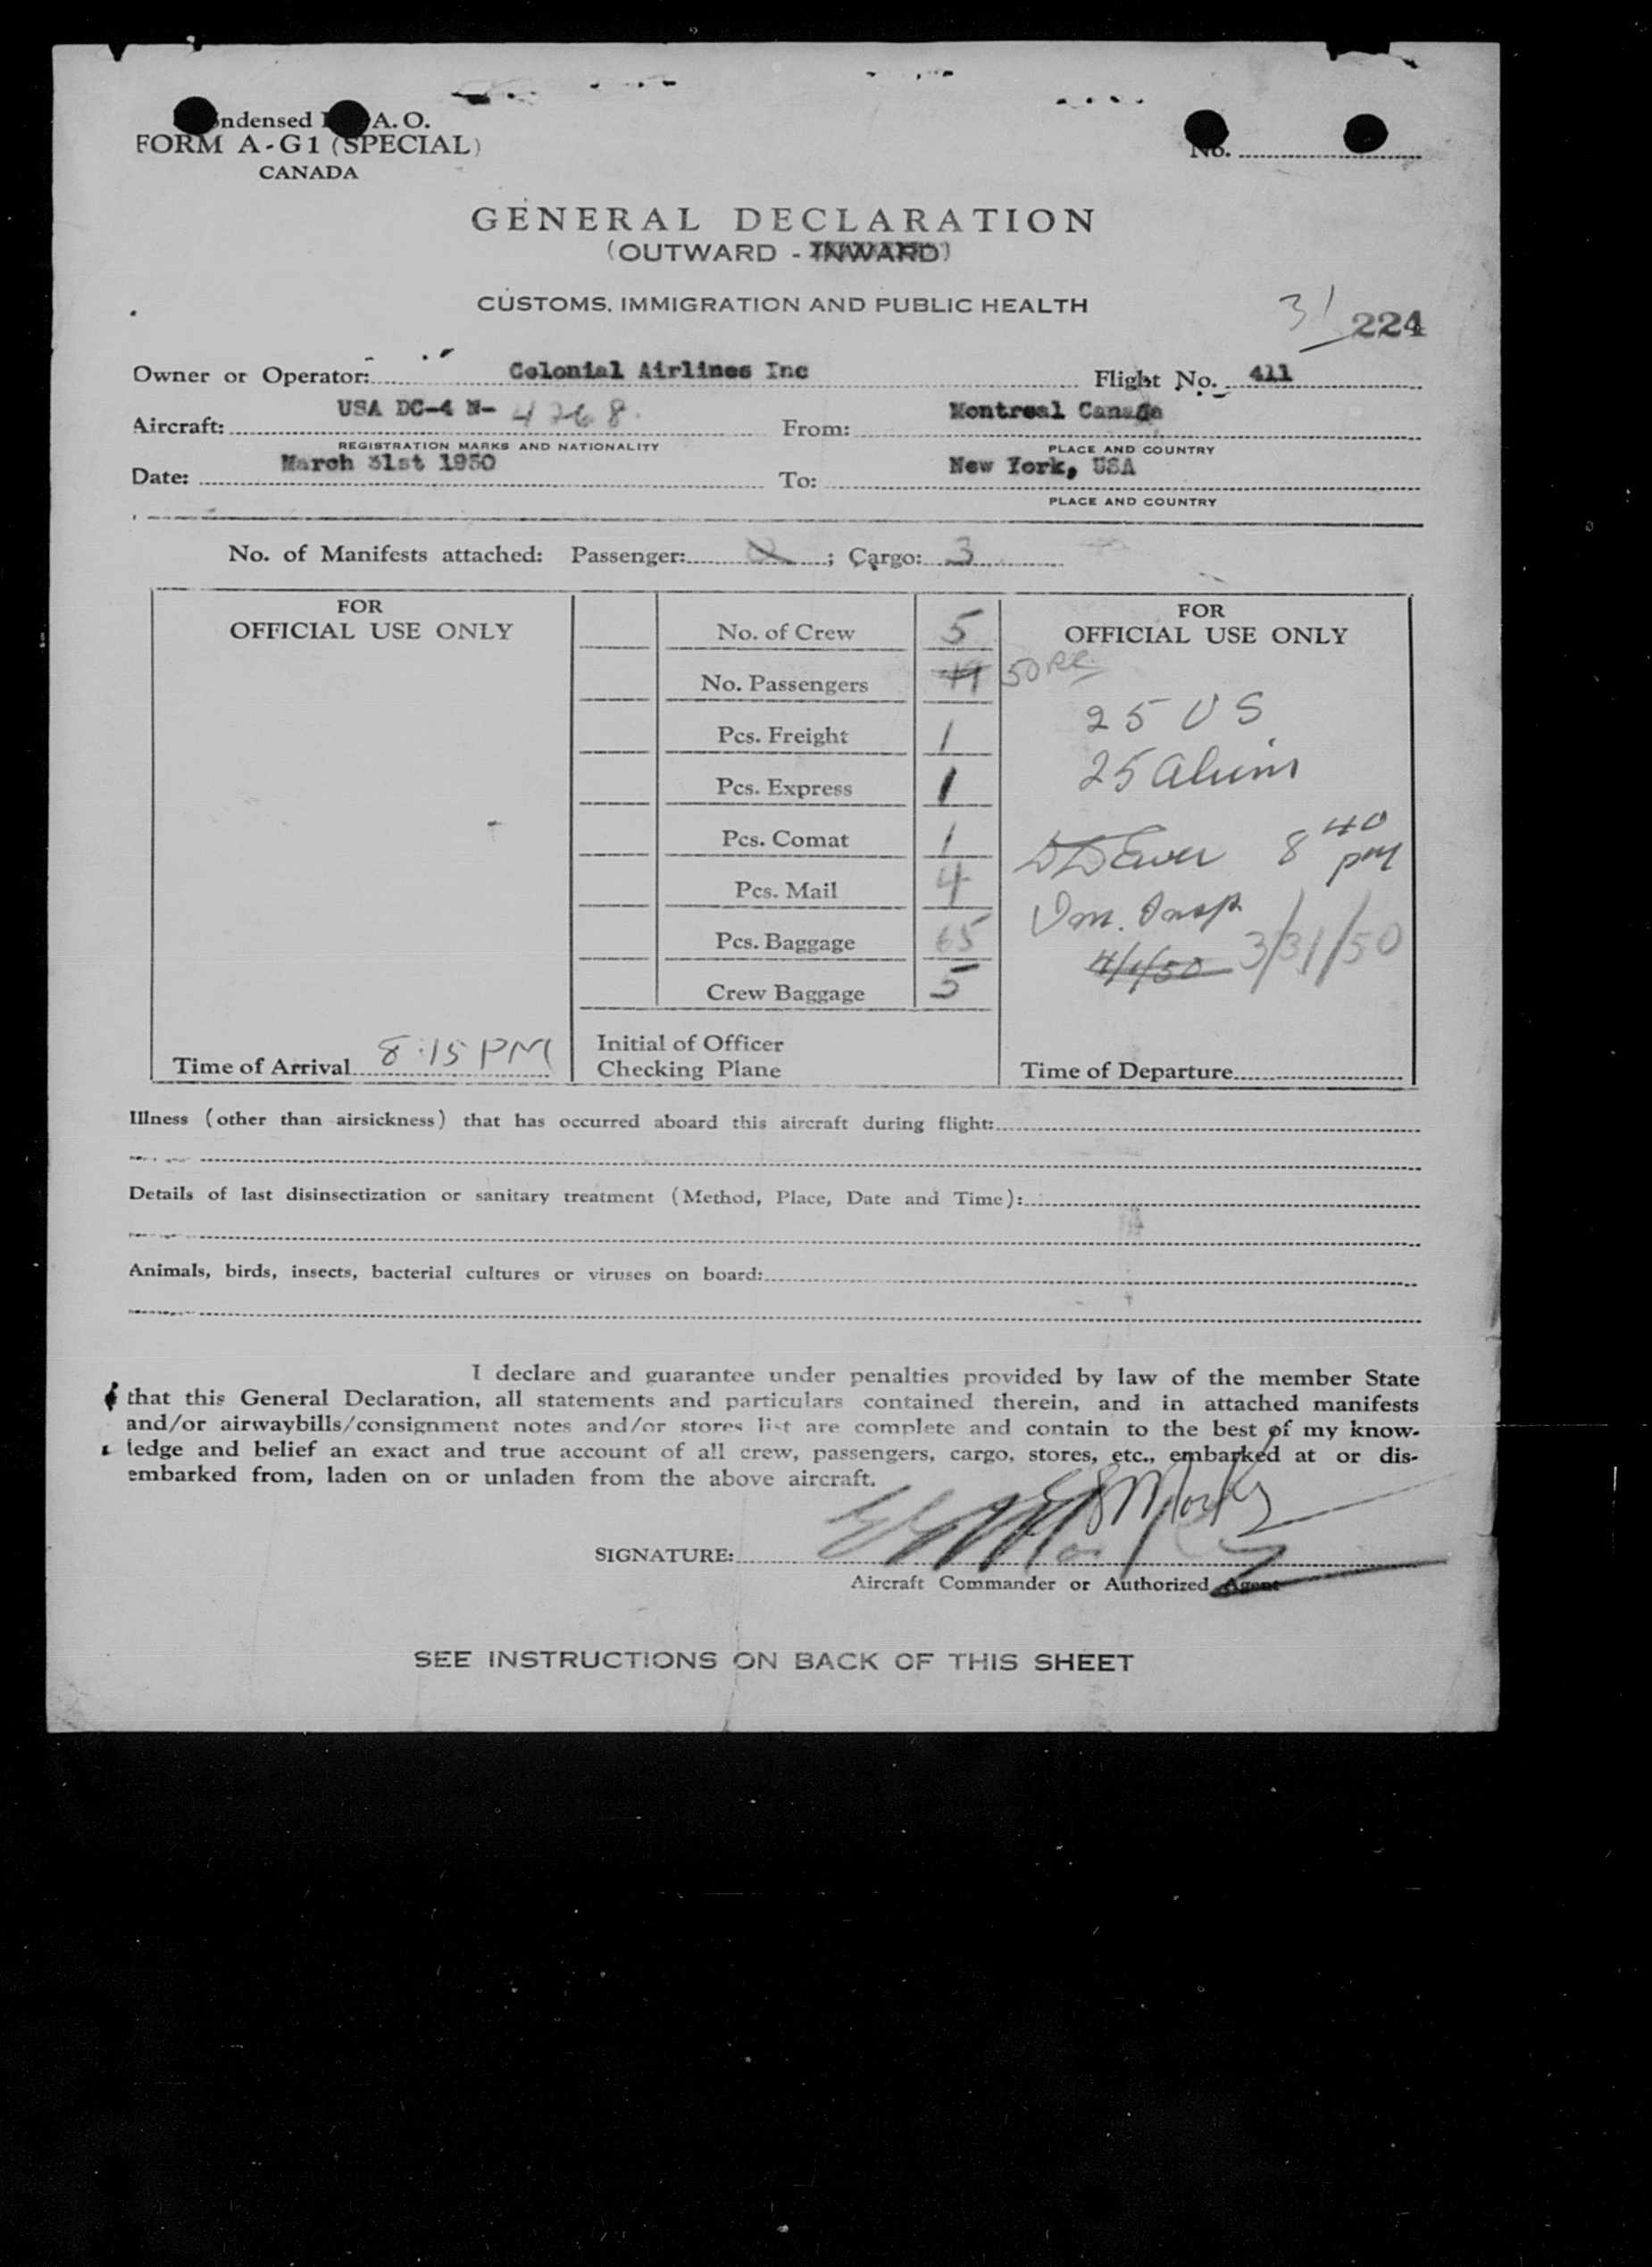 ndensed A. O.
FORM A-G1 (SPECIAL)
CANADA
No.
GENERAL DECLARATION
(OUTWARD - INWARD)
CUSTOMS, IMMIGRATION AND PUBLIC HEALTH
31 224
Owner or Operator: Colonial Airlines Inc Flight No. 411
Aircraft: USA DC-4 N- From: Montreal Canada
REGISTRATION MARKS AND NATIONALITY PLACE AND COUNTRY
Date: March 31st 1950 To: New York, USA
PLACE AND COUNTRY
No. of Manifests attached: Passenger: ; Cargo: 3
FOR
OFFICIAL USE ONLY
No. of Crew 5
No. Passengers 49 50
Pcs. Freight 1
Pcs. Express 1
Pcs. Comat 1
Pcs. Mail 4
Pcs. Baggage 65
Crew Baggage 5
FOR
OFFICIAL USE ONLY
25 US
25 aliens
8 40 pm
Im. Insp.
4/1/50 3/31/50
Time of Arrival 8:15 PM
Initial of Officer
Checking Plane
Time of Departure
Illness (other than airsickness) that has occurred aboard this aircraft during flight:
Details of last disinsectization or sanitary treatment (Method, Place, Date and Time):
Animals, birds, insects, bacterial cultures or viruses on board:
I declare and guarantee under penalties provided by law of the member State
that this General Declaration, all statements and particulars contained therein, and in attached manifests
and/or airwaybills/consignment notes and/or stores list are complete and contain to the best of my know-
ledge and belief an exact and true account of all crew, passengers, cargo, stores, etc., embarked at or dis-
embarked from, laden on or unladen from the above aircraft.
SIGNATURE:
Aircraft Commander or Authorized Agent
SEE INSTRUCTIONS ON BACK OF THIS SHEET